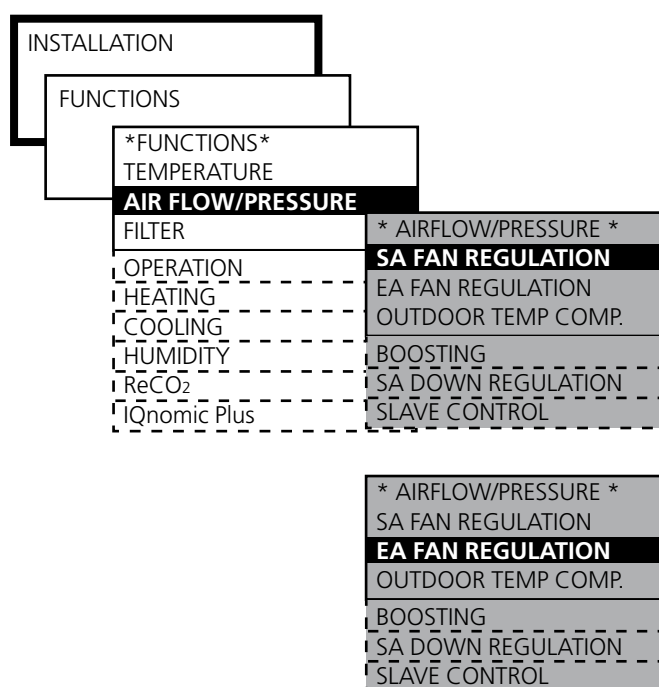 INSTALLATION
FUNCTIONS
*FUNCTIONS*
TEMPERATURE
AIR FLOW/PRESSURE
FILTER
OPERATION
HEATING
COOLING
HUMIDITY
ReCO2
IQnomic Plus
* AIRFLOW/PRESSURE *
SA FAN REGULATION
EA FAN REGULATION
OUTDOOR TEMP COMP.
BOOSTING
SA DOWN REGULATION
SLAVE CONTROL
* AIRFLOW/PRESSURE *
SA FAN REGULATION
EA FAN REGULATION
OUTDOOR TEMP COMP.
BOOSTING
SA DOWN REGULATION
SLAVE CONTROL